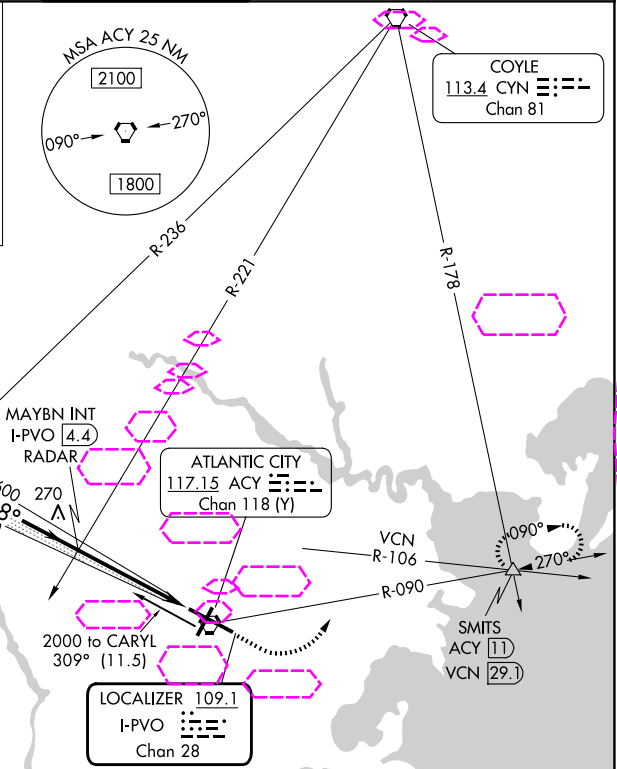 MSA ACY 25 NM
2100
090°
270°
1800
COYLE
113.4 CYN
Chan 81
R-236
R-221
R-178
MAYBN INT
I-PVO 4.4
RADAR
270
8°
ATLANTIC CITY
117.15 ACY
Chan 118 (Y)
VCN
R-106
090°
270°
R-090
2000 to CARYL
309° (11.5)
SMITS
ACY 11
VCN 29.1
LOCALIZER 109.1
I-PVO
Chan 28